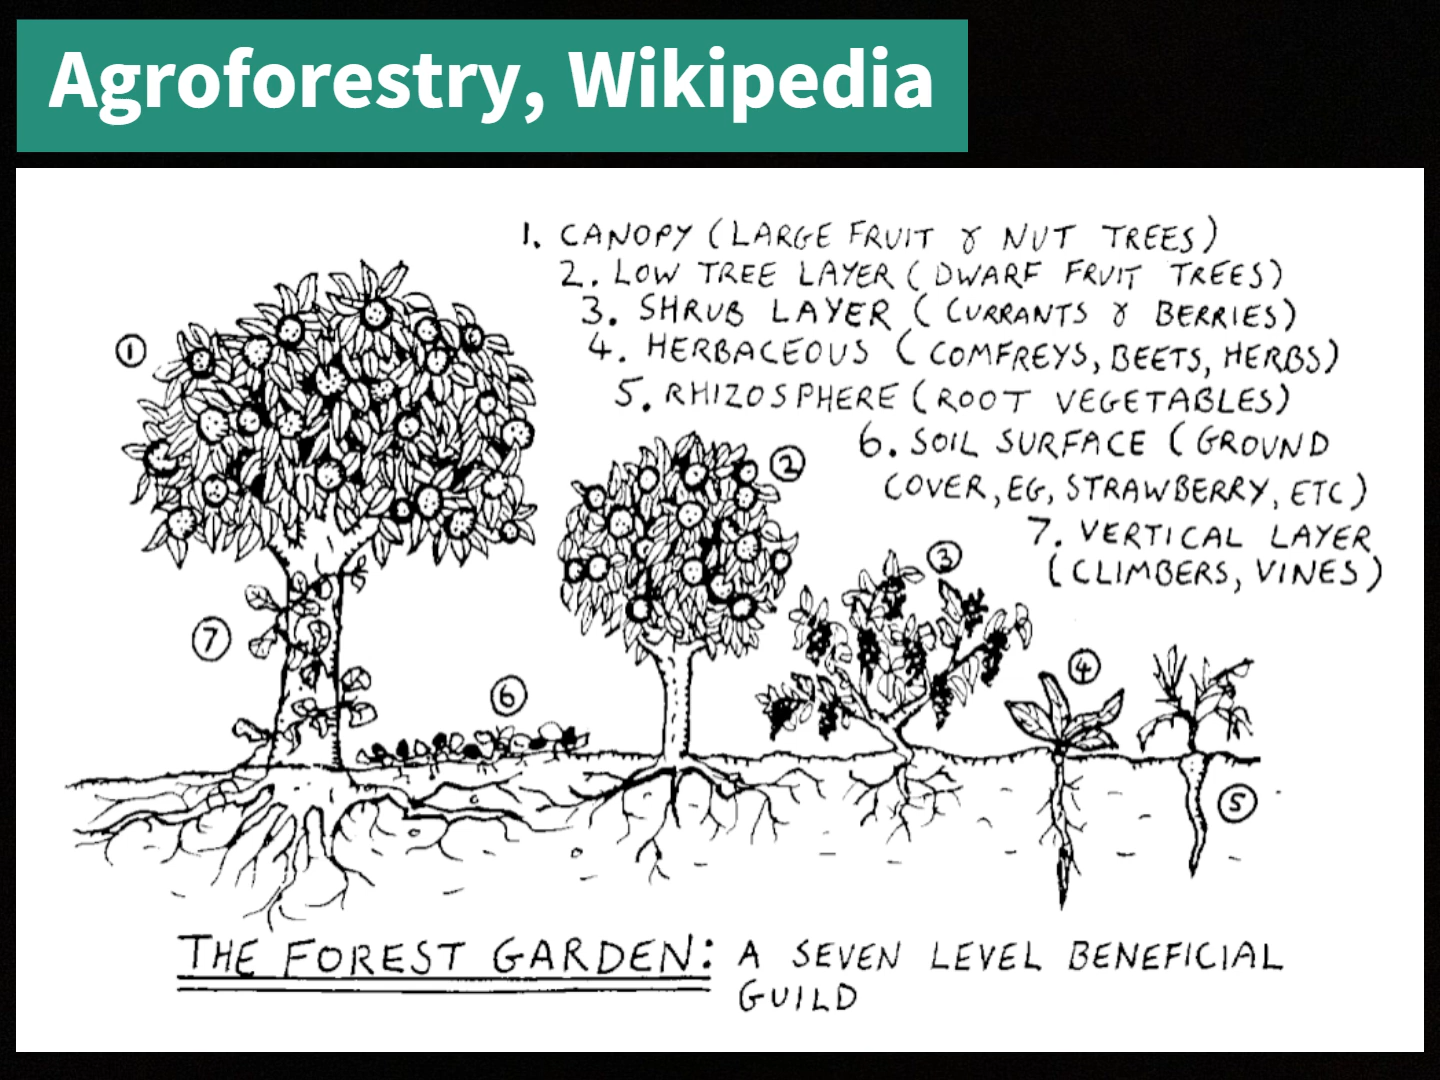 Agroforestry, Wikipedia
1. CANOPY (LARGE FRUIT & NUT TREES)
2. LOW TREE LAYER (DWARF FRUIT TREES)
3. SHRUB LAYER (CURRANTS & BERRIES)
4. HERBACEOUS (COMFREYS, BEETS, HERBS)
5. RHIZOSPHERE (ROOT VEGETABLES)
6. SOIL SURFACE (GROUND
COVER, EG, STRAWBERRY, ETC)
7. VERTICAL LAYER
(CLIMBERS, VINES)
1
2
3
7
4
6
5
THE FOREST GARDEN: A SEVEN LEVEL BENEFICIAL
GUILD